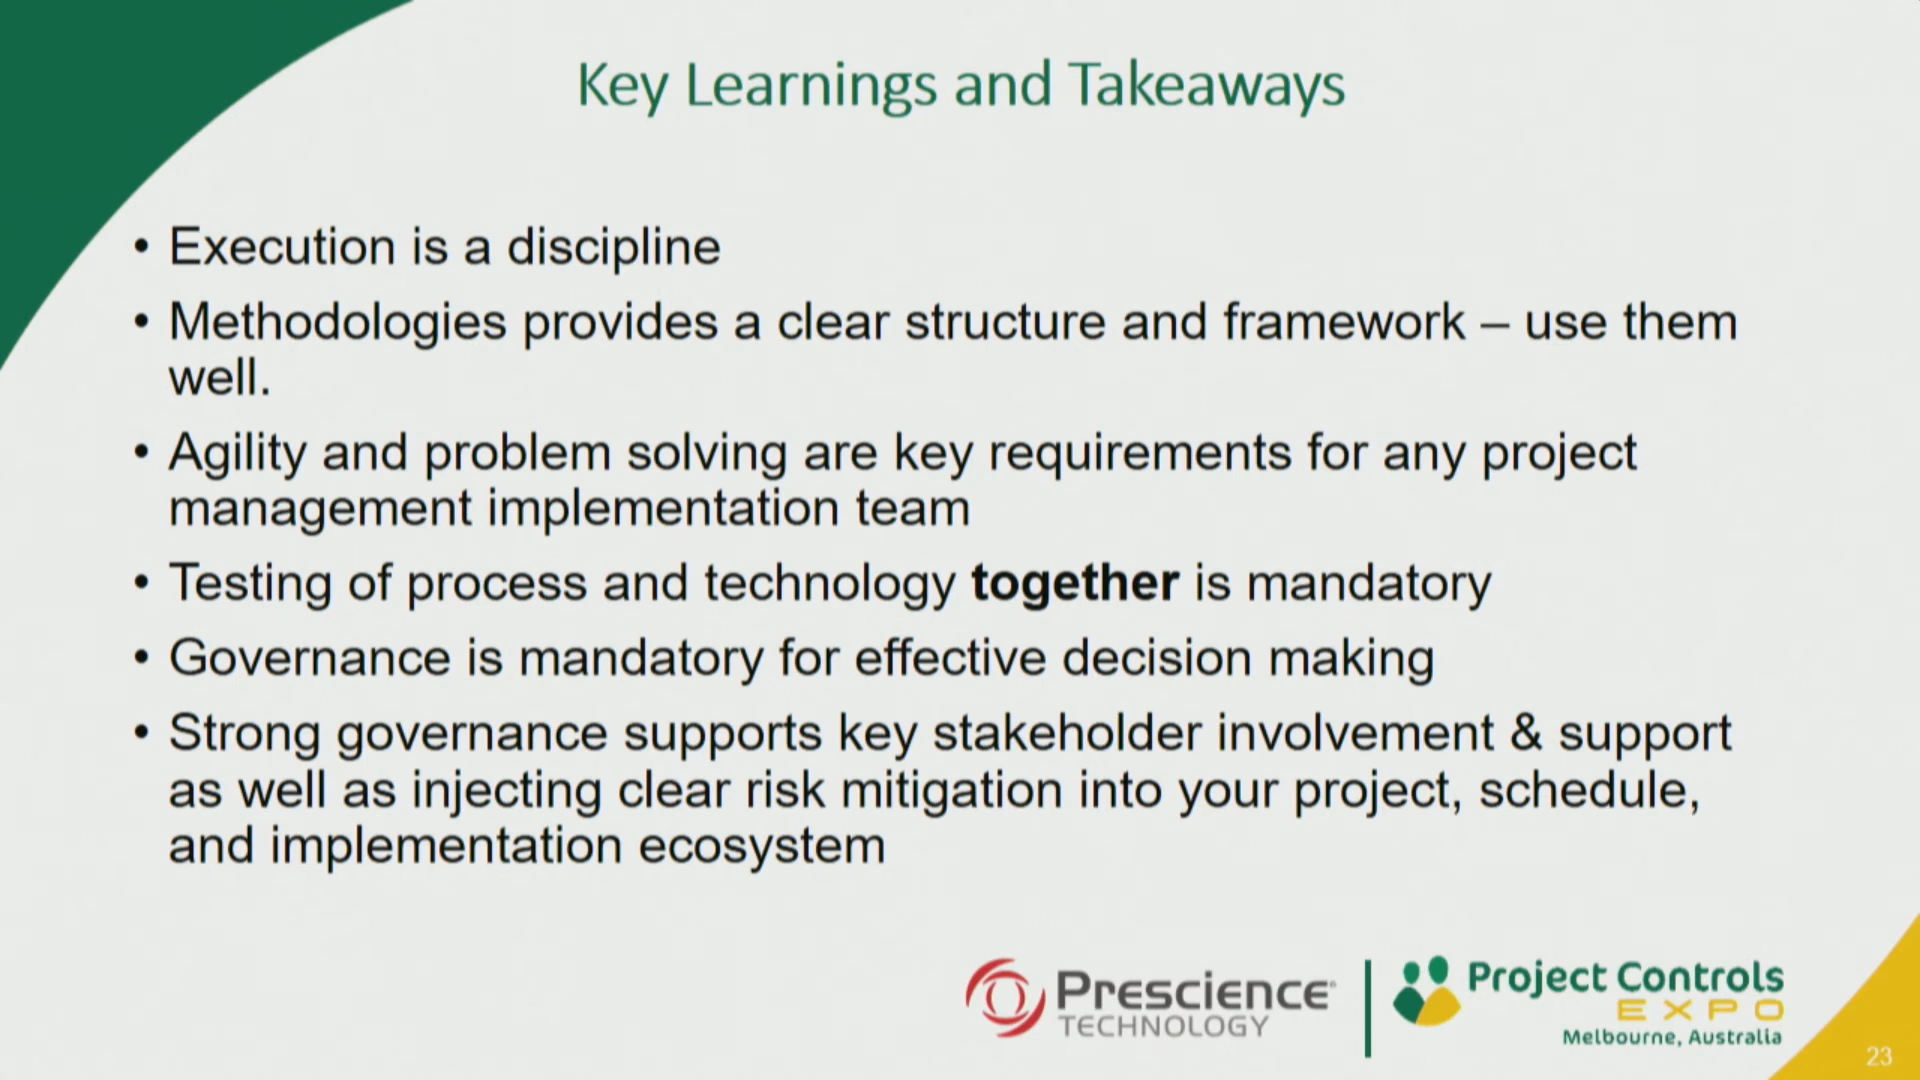 Key Learnings and Takeaways
• Execution is a discipline
• Methodologies provides a clear structure and framework – use them
well.
• Agility and problem solving are key requirements for any project
management implementation team
• Testing of process and technology together is mandatory
• Governance is mandatory for effective decision making
• Strong governance supports key stakeholder involvement & support
as well as injecting clear risk mitigation into your project, schedule,
and implementation ecosystem
Prescience
TECHNOLOGY
Project Controls
EXPO
Melbourne, Australia
23